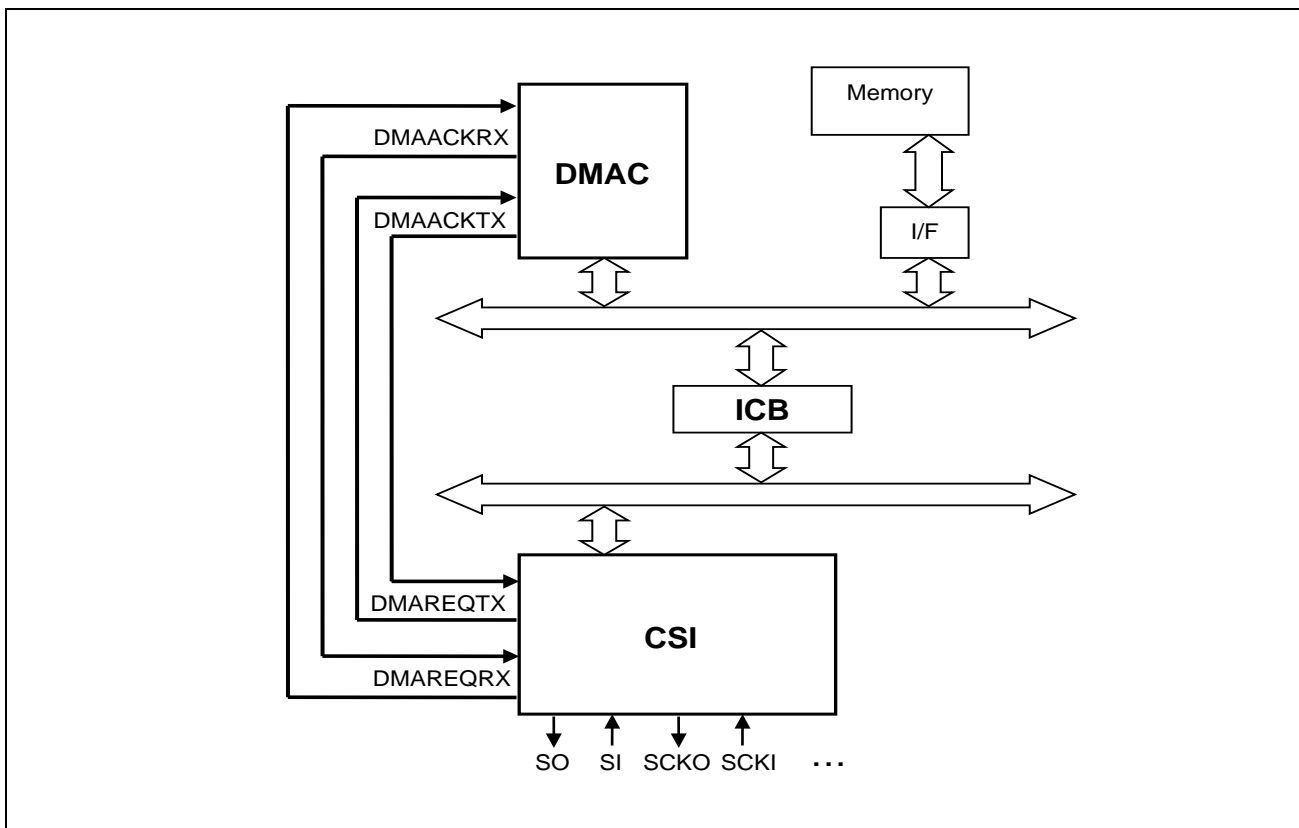 Memory
DMAACKRX
DMAC
DMAACKTX
I/F
ICB
DMAREQTX
CSI
DMAREQRX
SO SI SCKO SCKI ...